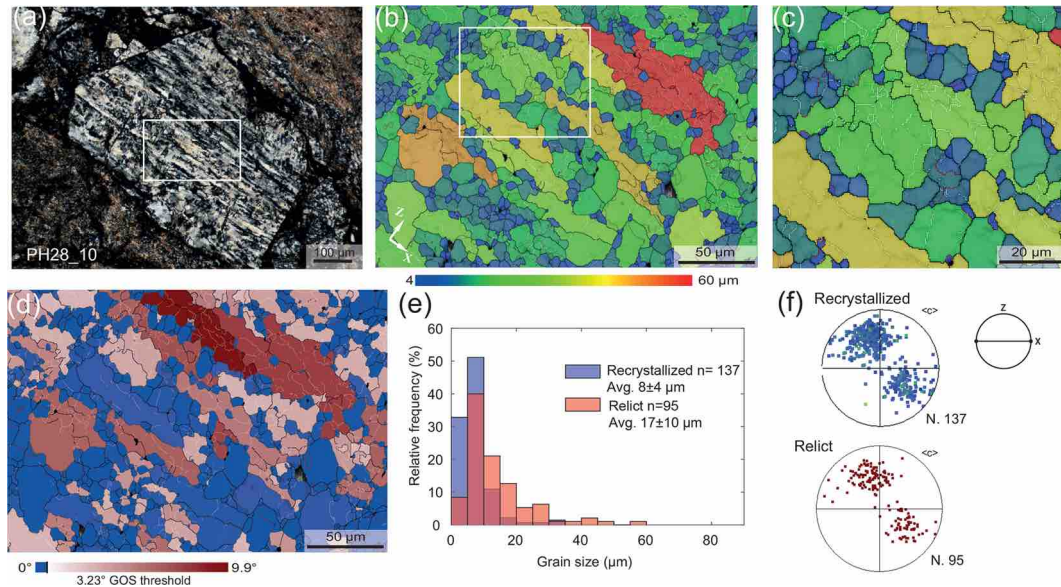 (a)
PH28_10
100 µm
(b)
z
x
50 µm
4
60 µm
(c)
20 µm
(d)
50 µm
0°
9.9°
3.23° GOS threshold
(e)
Relative frequency (%)
60
50
40
30
20
10
0
Recrystallized n= 137
Avg. 8±4 µm
Relict n=95
Avg. 17±10 µm
0
20
40
60
80
Grain size (µm)
(f)
Recrystallized
<c>
N. 137
z
x
Relict
<c>
N. 95